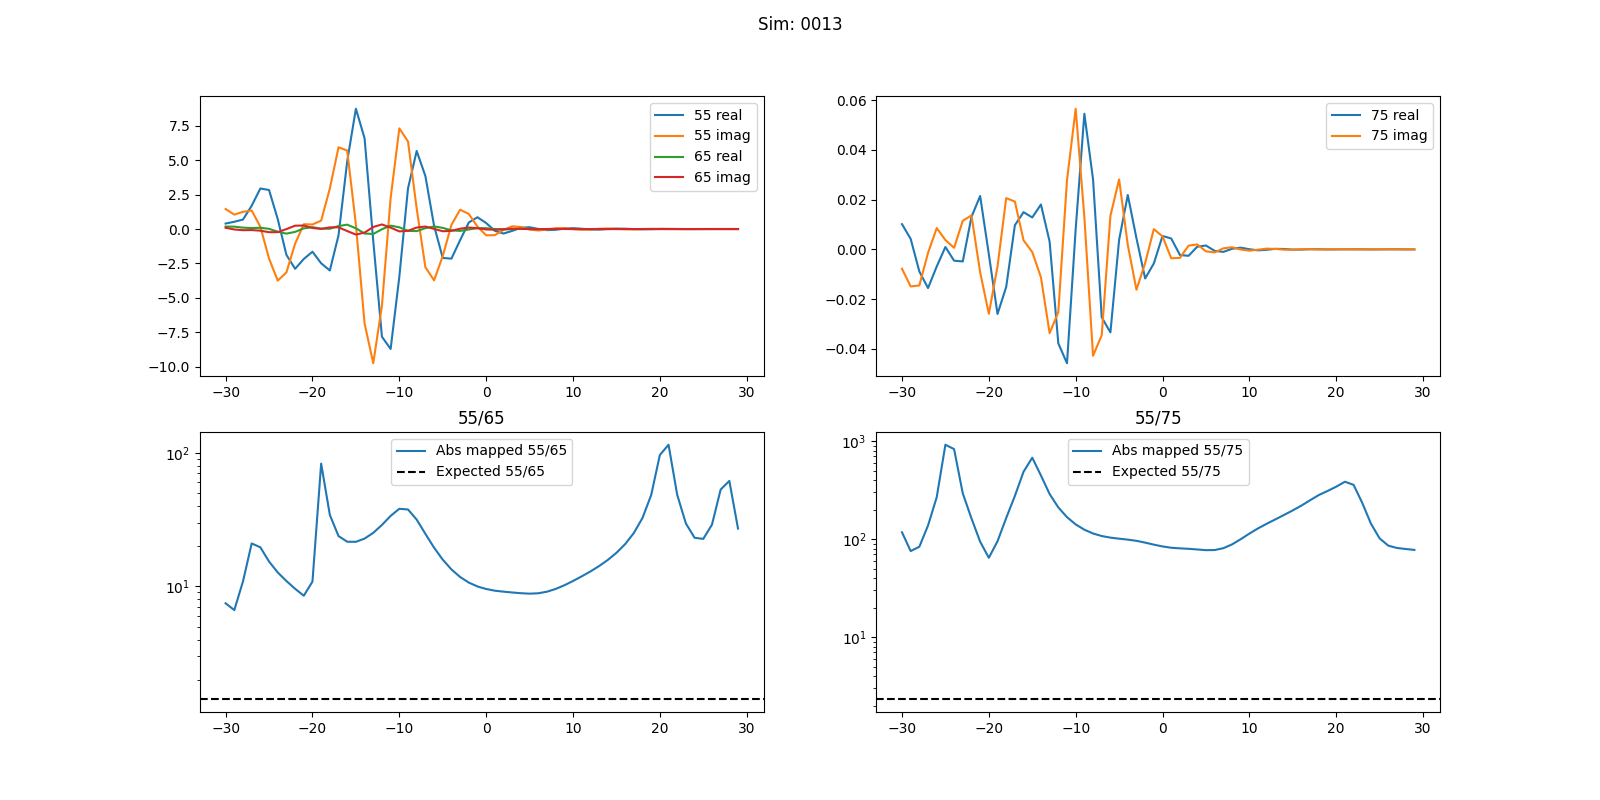 Sim: 0013
7.5
5.0
2.5
0.0
−2.5
−5.0
−7.5
−10.0
55 real
55 imag
65 real
65 imag
−30 −20 −10 0 10 20 30
0.06
0.04
0.02
0.00
−0.02
−0.04
75 real
75 imag
−30 −20 −10 0 10 20 30
55/65
10²
10¹
Abs mapped 55/65
Expected 55/65
−30 −20 −10 0 10 20 30
55/75
10³
10²
10¹
Abs mapped 55/75
Expected 55/75
−30 −20 −10 0 10 20 30